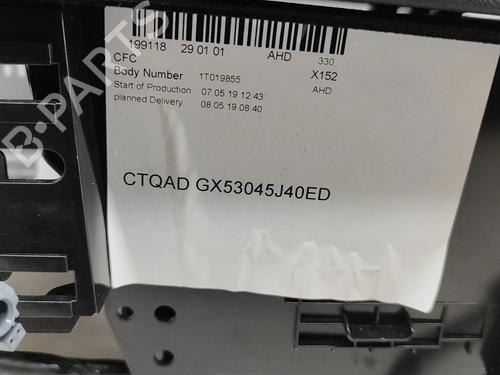 B-PARTS
199118 29 01 01 AHD 330
CFC X152
Body Number 1T019855 AHD
Start of Production 07.05.19 12:43
planned Delivery 08.05.19 08:40
CTQAD GX53045J40ED